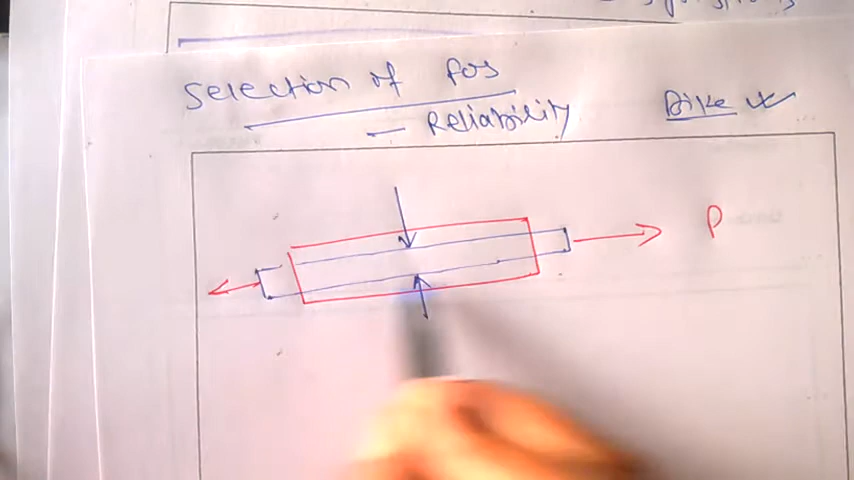 Selection of fos
— Reliability
Bike
P